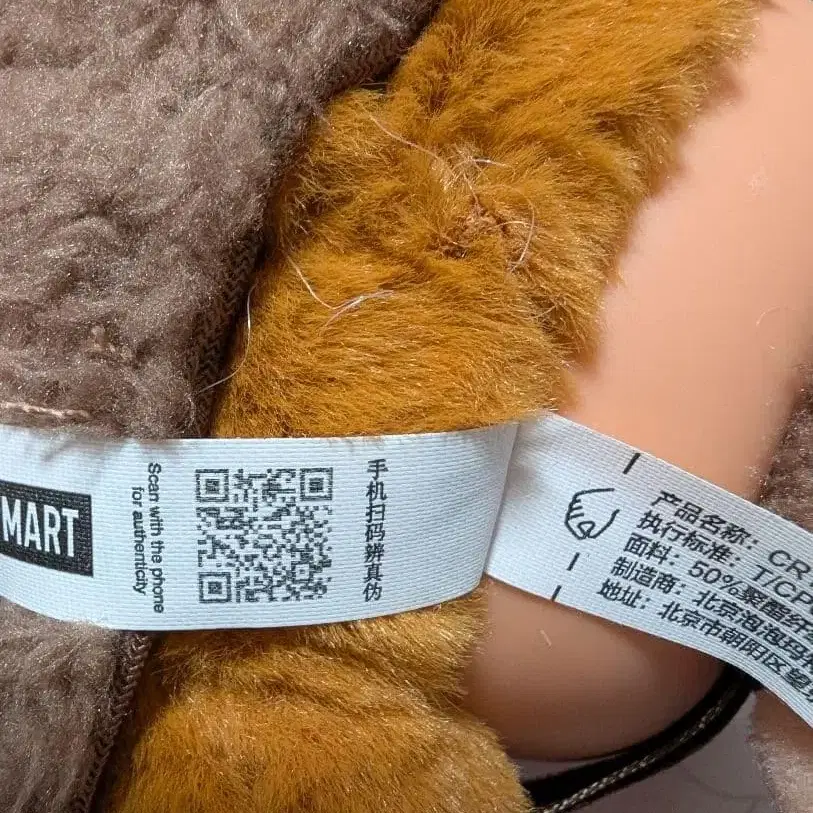 MART
Scan with the phone
for authenticity
手机扫码辨真伪
产品名称：CR
执行标准：T/CP
面料：50%聚酯纤
制造商：北京泡泡玛
地址：北京市朝阳区